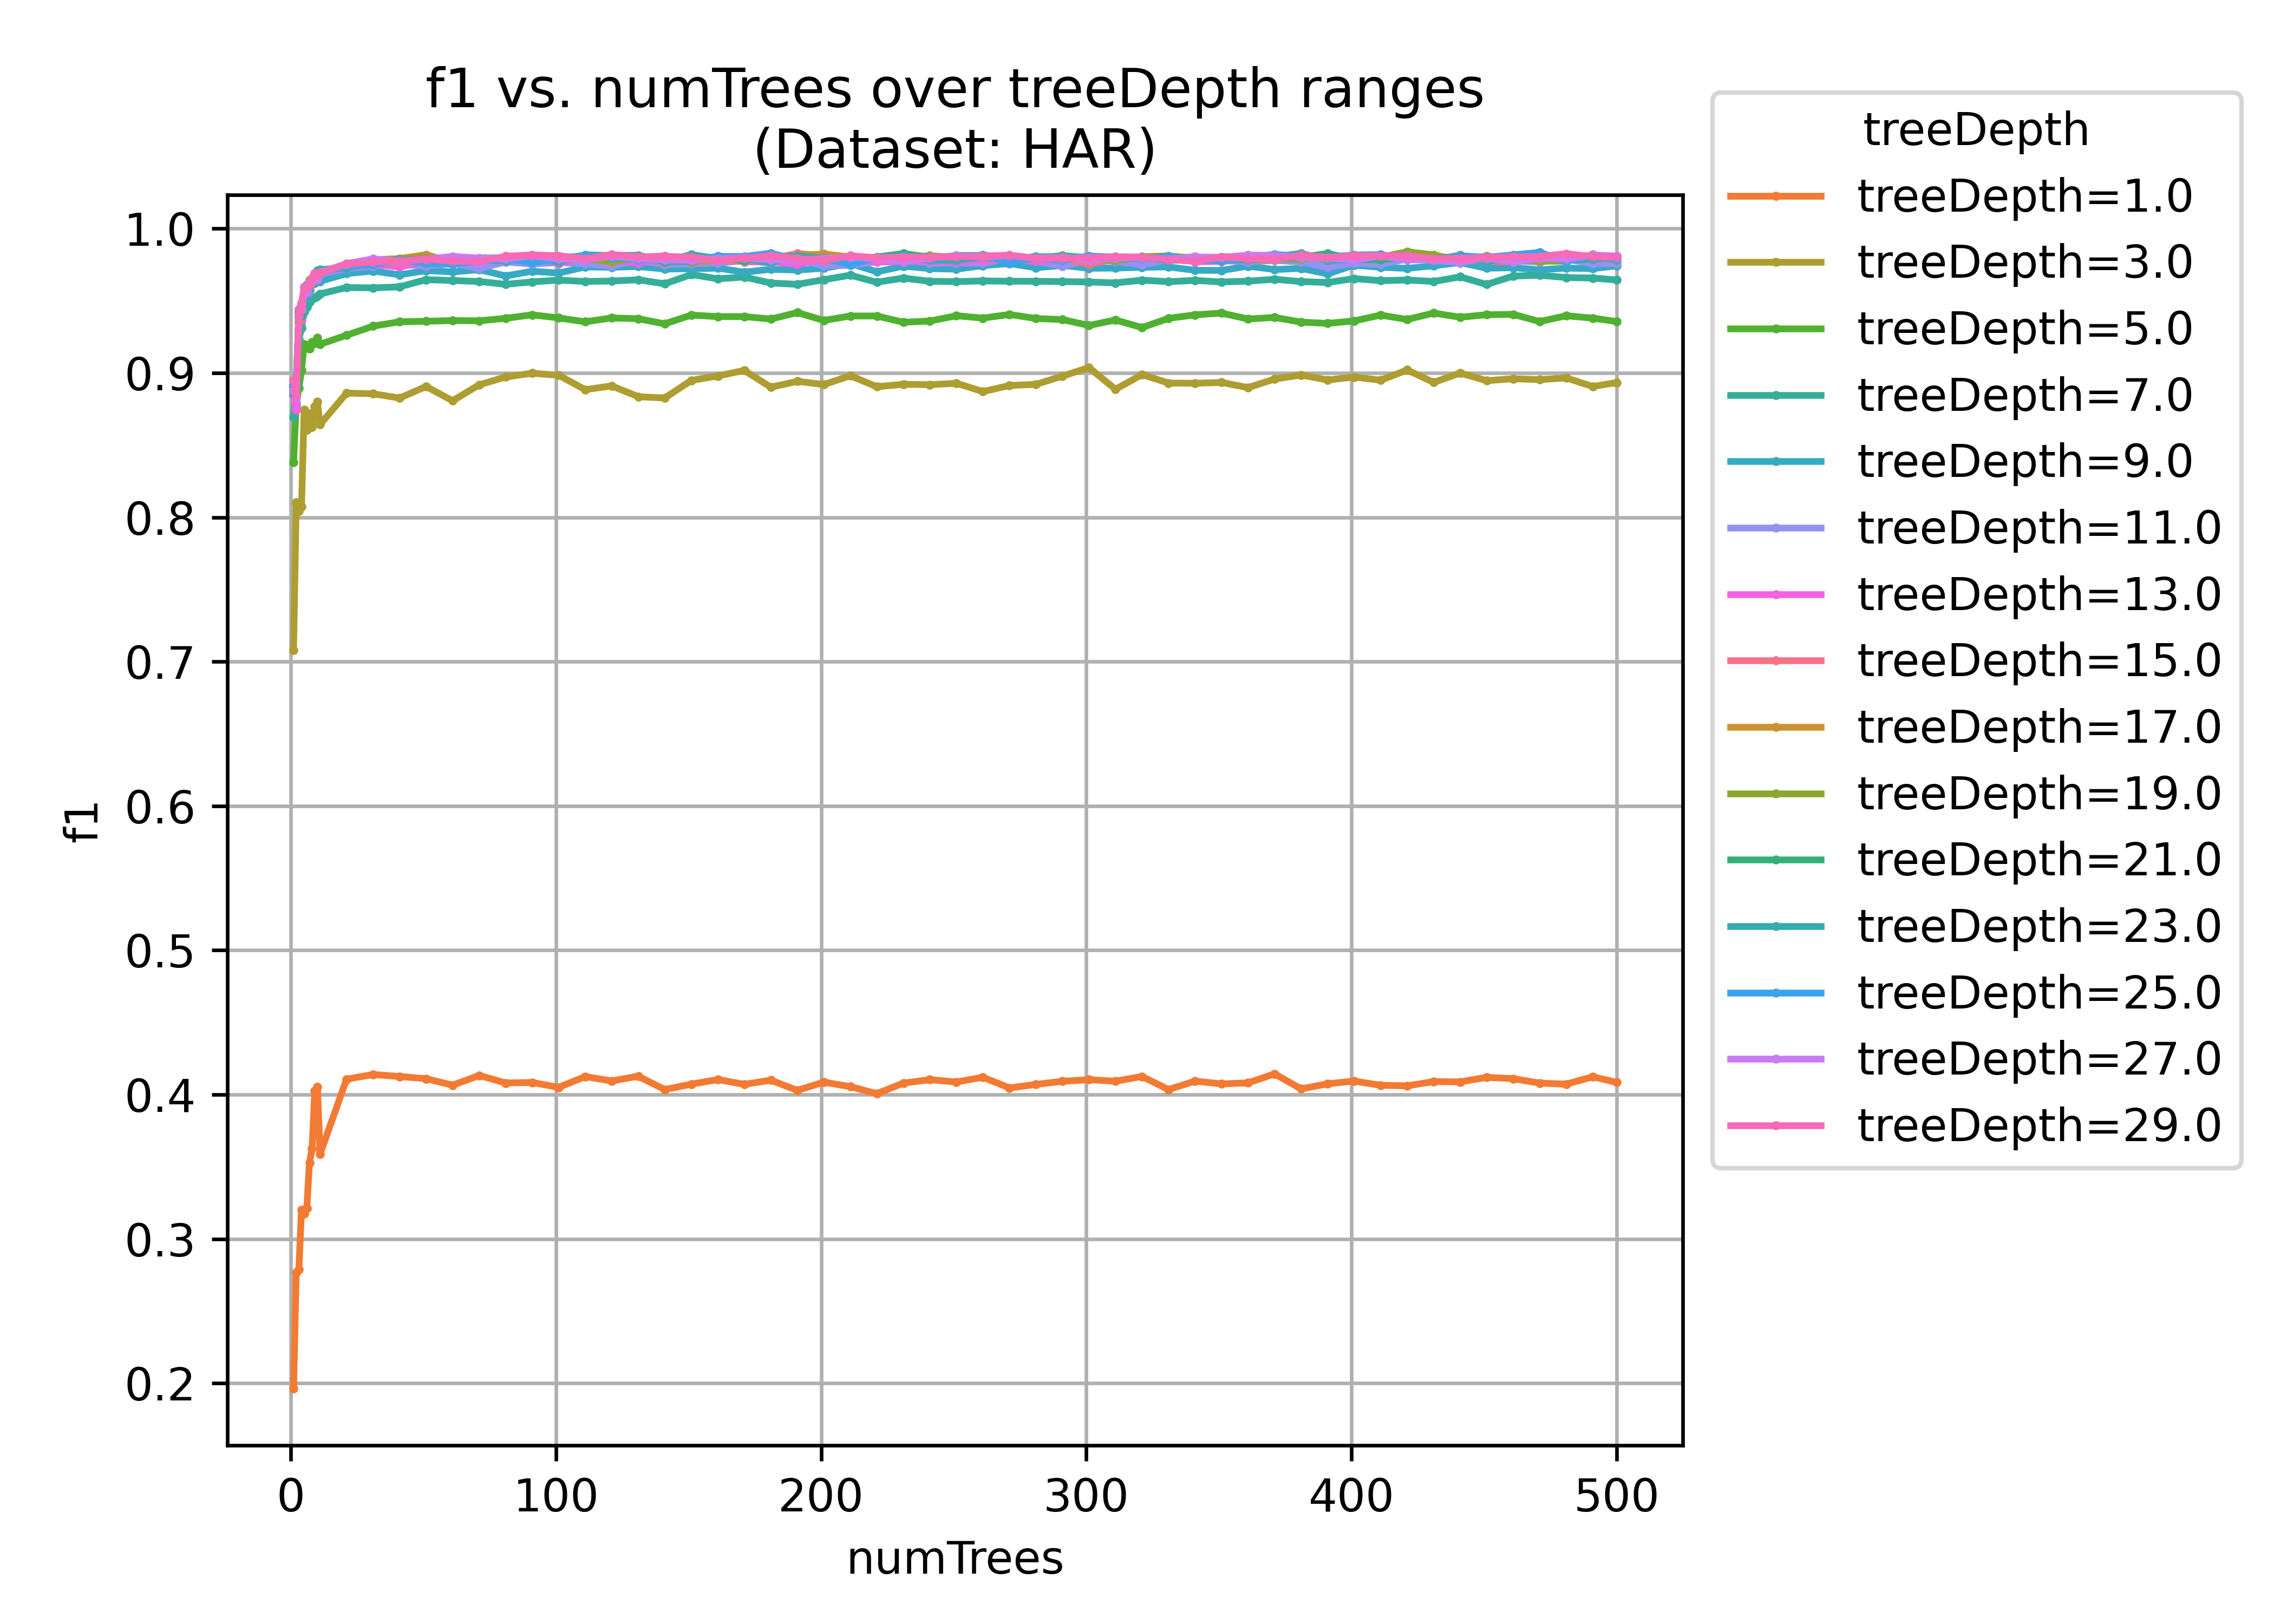 f1 vs. numTrees over treeDepth ranges
(Dataset: HAR)
treeDepth
treeDepth=1.0
treeDepth=3.0
treeDepth=5.0
treeDepth=7.0
treeDepth=9.0
treeDepth=11.0
treeDepth=13.0
treeDepth=15.0
treeDepth=17.0
treeDepth=19.0
treeDepth=21.0
treeDepth=23.0
treeDepth=25.0
treeDepth=27.0
treeDepth=29.0
f1
1.0
0.9
0.8
0.7
0.6
0.5
0.4
0.3
0.2
0 100 200 300 400 500
numTrees